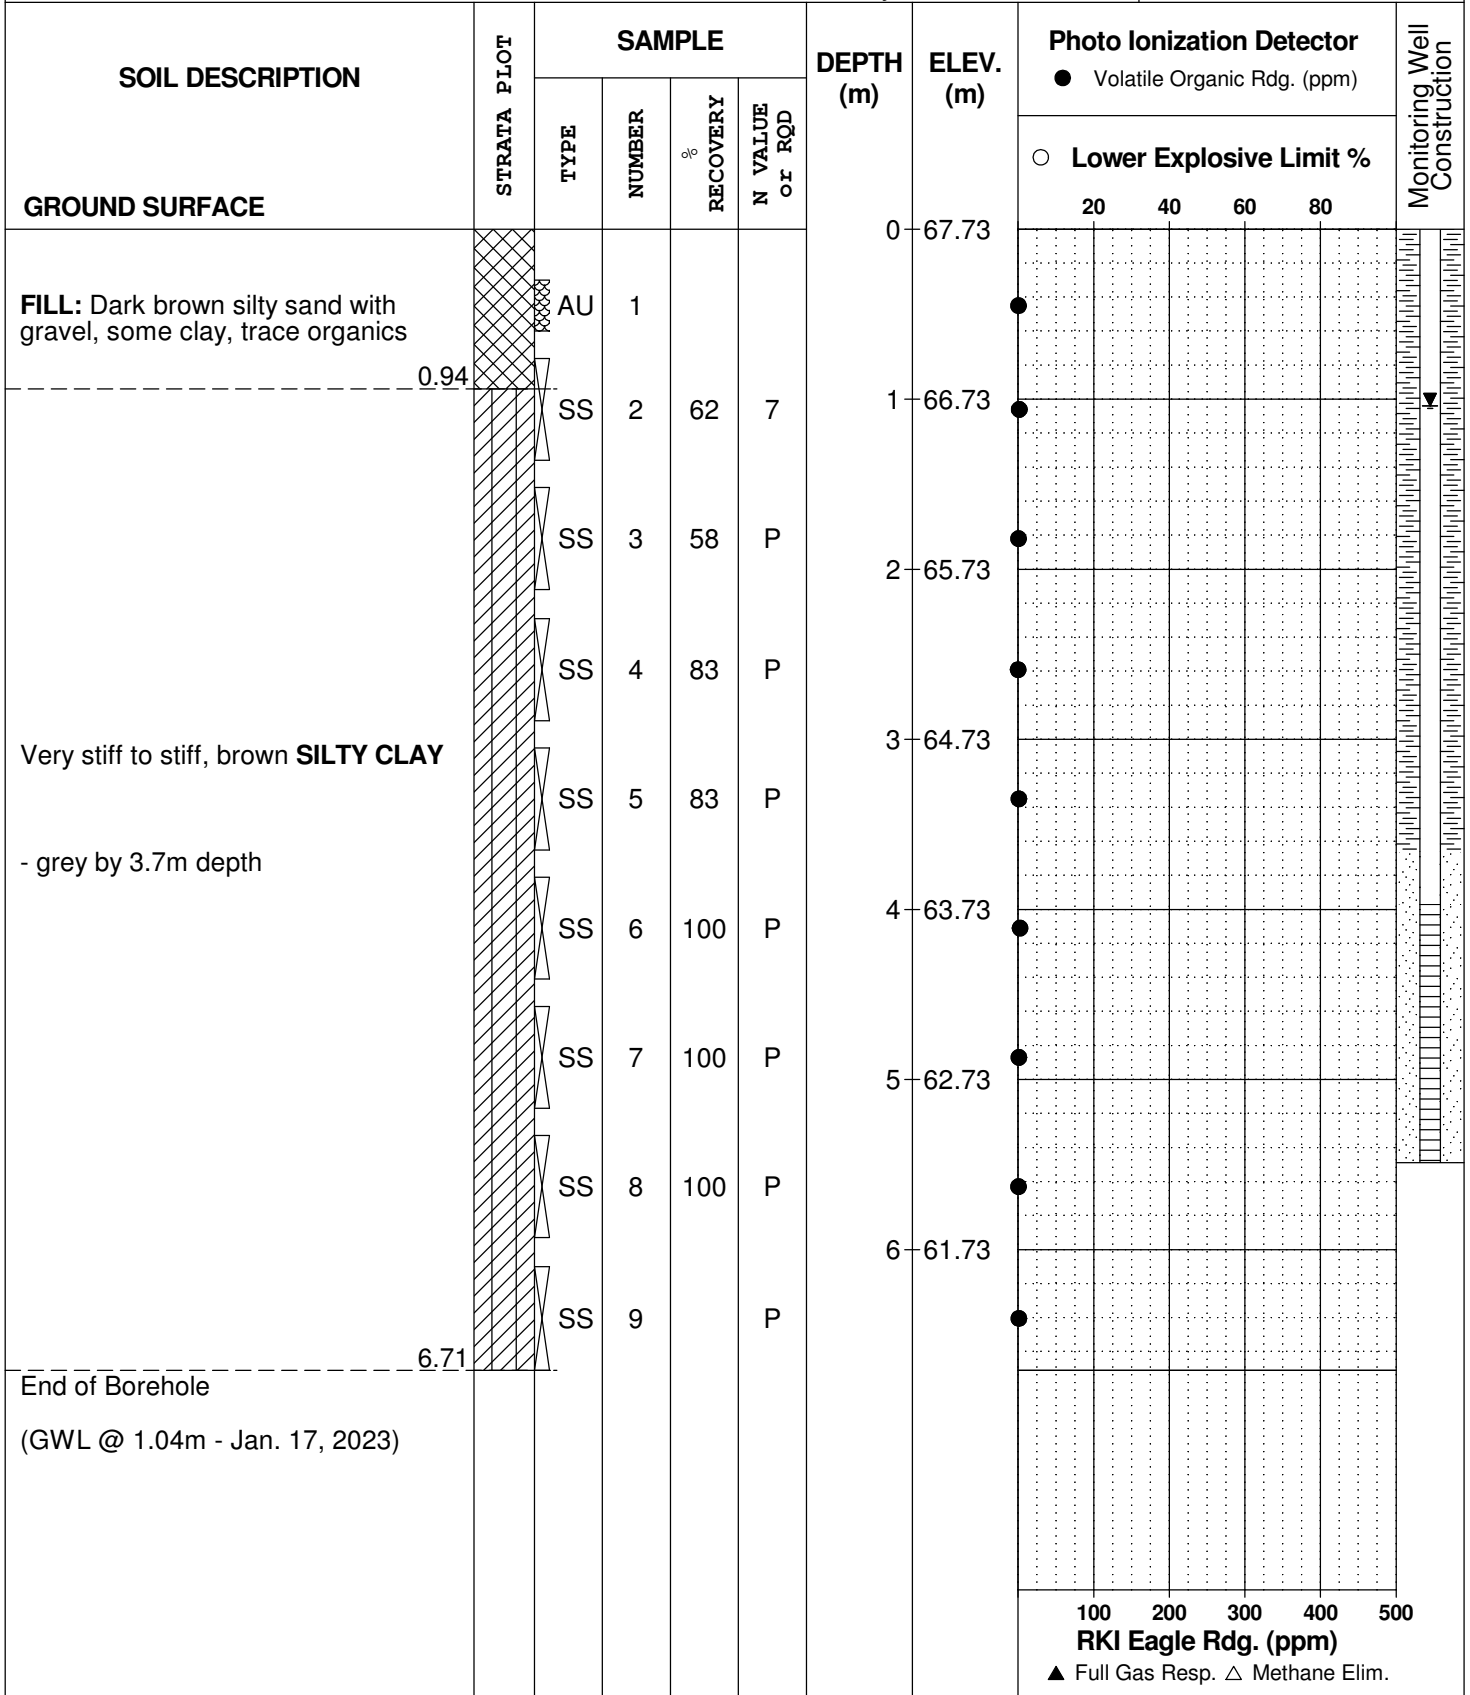 SOIL DESCRIPTION
GROUND SURFACE
STRATA PLOT
SAMPLE
TYPE
NUMBER
%
RECOVERY
N VALUE
or RQD
DEPTH
(m)
ELEV.
(m)
Photo Ionization Detector
● Volatile Organic Rdg. (ppm)
○ Lower Explosive Limit %
20 40 60 80
Monitoring Well
Construction
0 67.73
FILL: Dark brown silty sand with
gravel, some clay, trace organics
AU 1
0.94
SS 2 62 7
1 66.73
SS 3 58 P
2 65.73
SS 4 83 P
3 64.73
Very stiff to stiff, brown SILTY CLAY
SS 5 83 P
- grey by 3.7m depth
4 63.73
SS 6 100 P
SS 7 100 P
5 62.73
SS 8 100 P
6 61.73
SS 9 P
6.71
End of Borehole
(GWL @ 1.04m - Jan. 17, 2023)
100 200 300 400 500
RKI Eagle Rdg. (ppm)
▲ Full Gas Resp. △ Methane Elim.